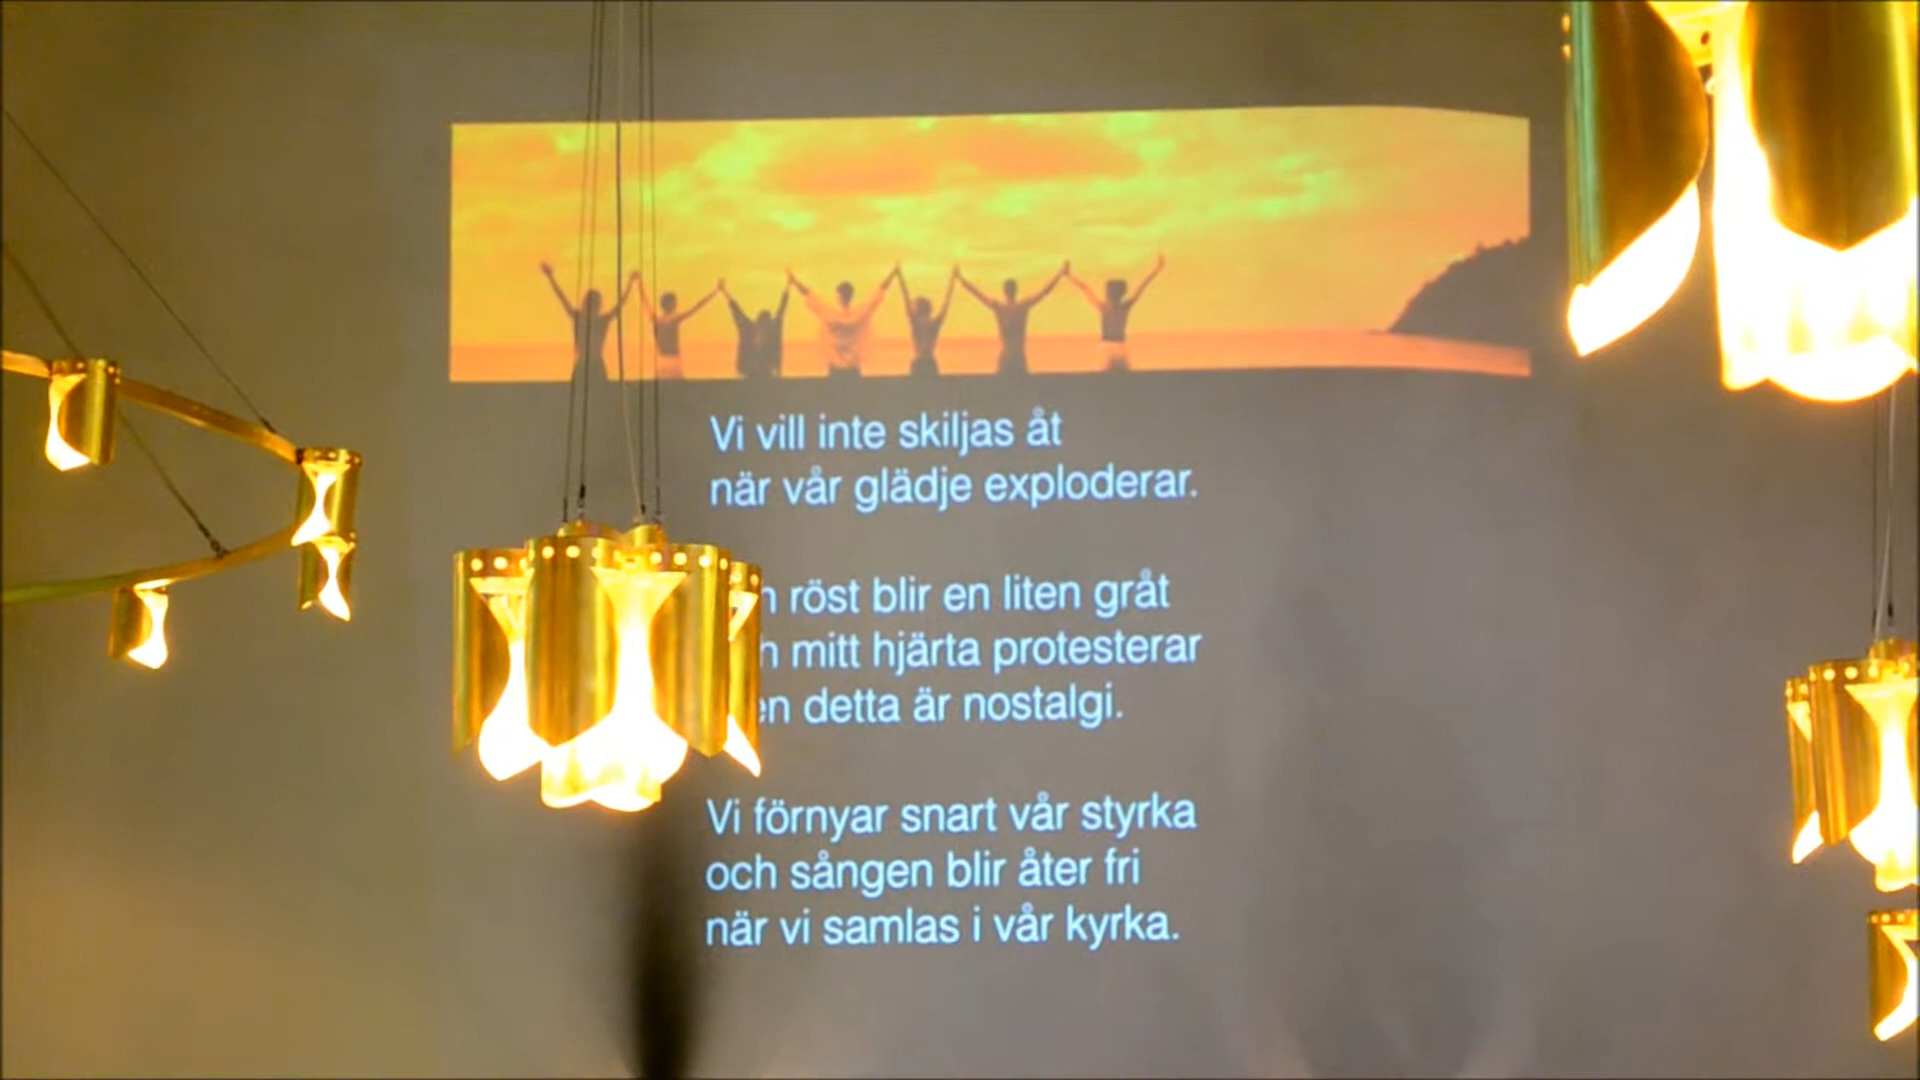 Vi vill inte skiljas åt
när vår glädje exploderar.
röst blir en liten gråt
mitt hjärta protesterar
detta är nostalgi.
Vi förnyar snart vår styrka
och sången blir åter fri
när vi samlas i vår kyrka.